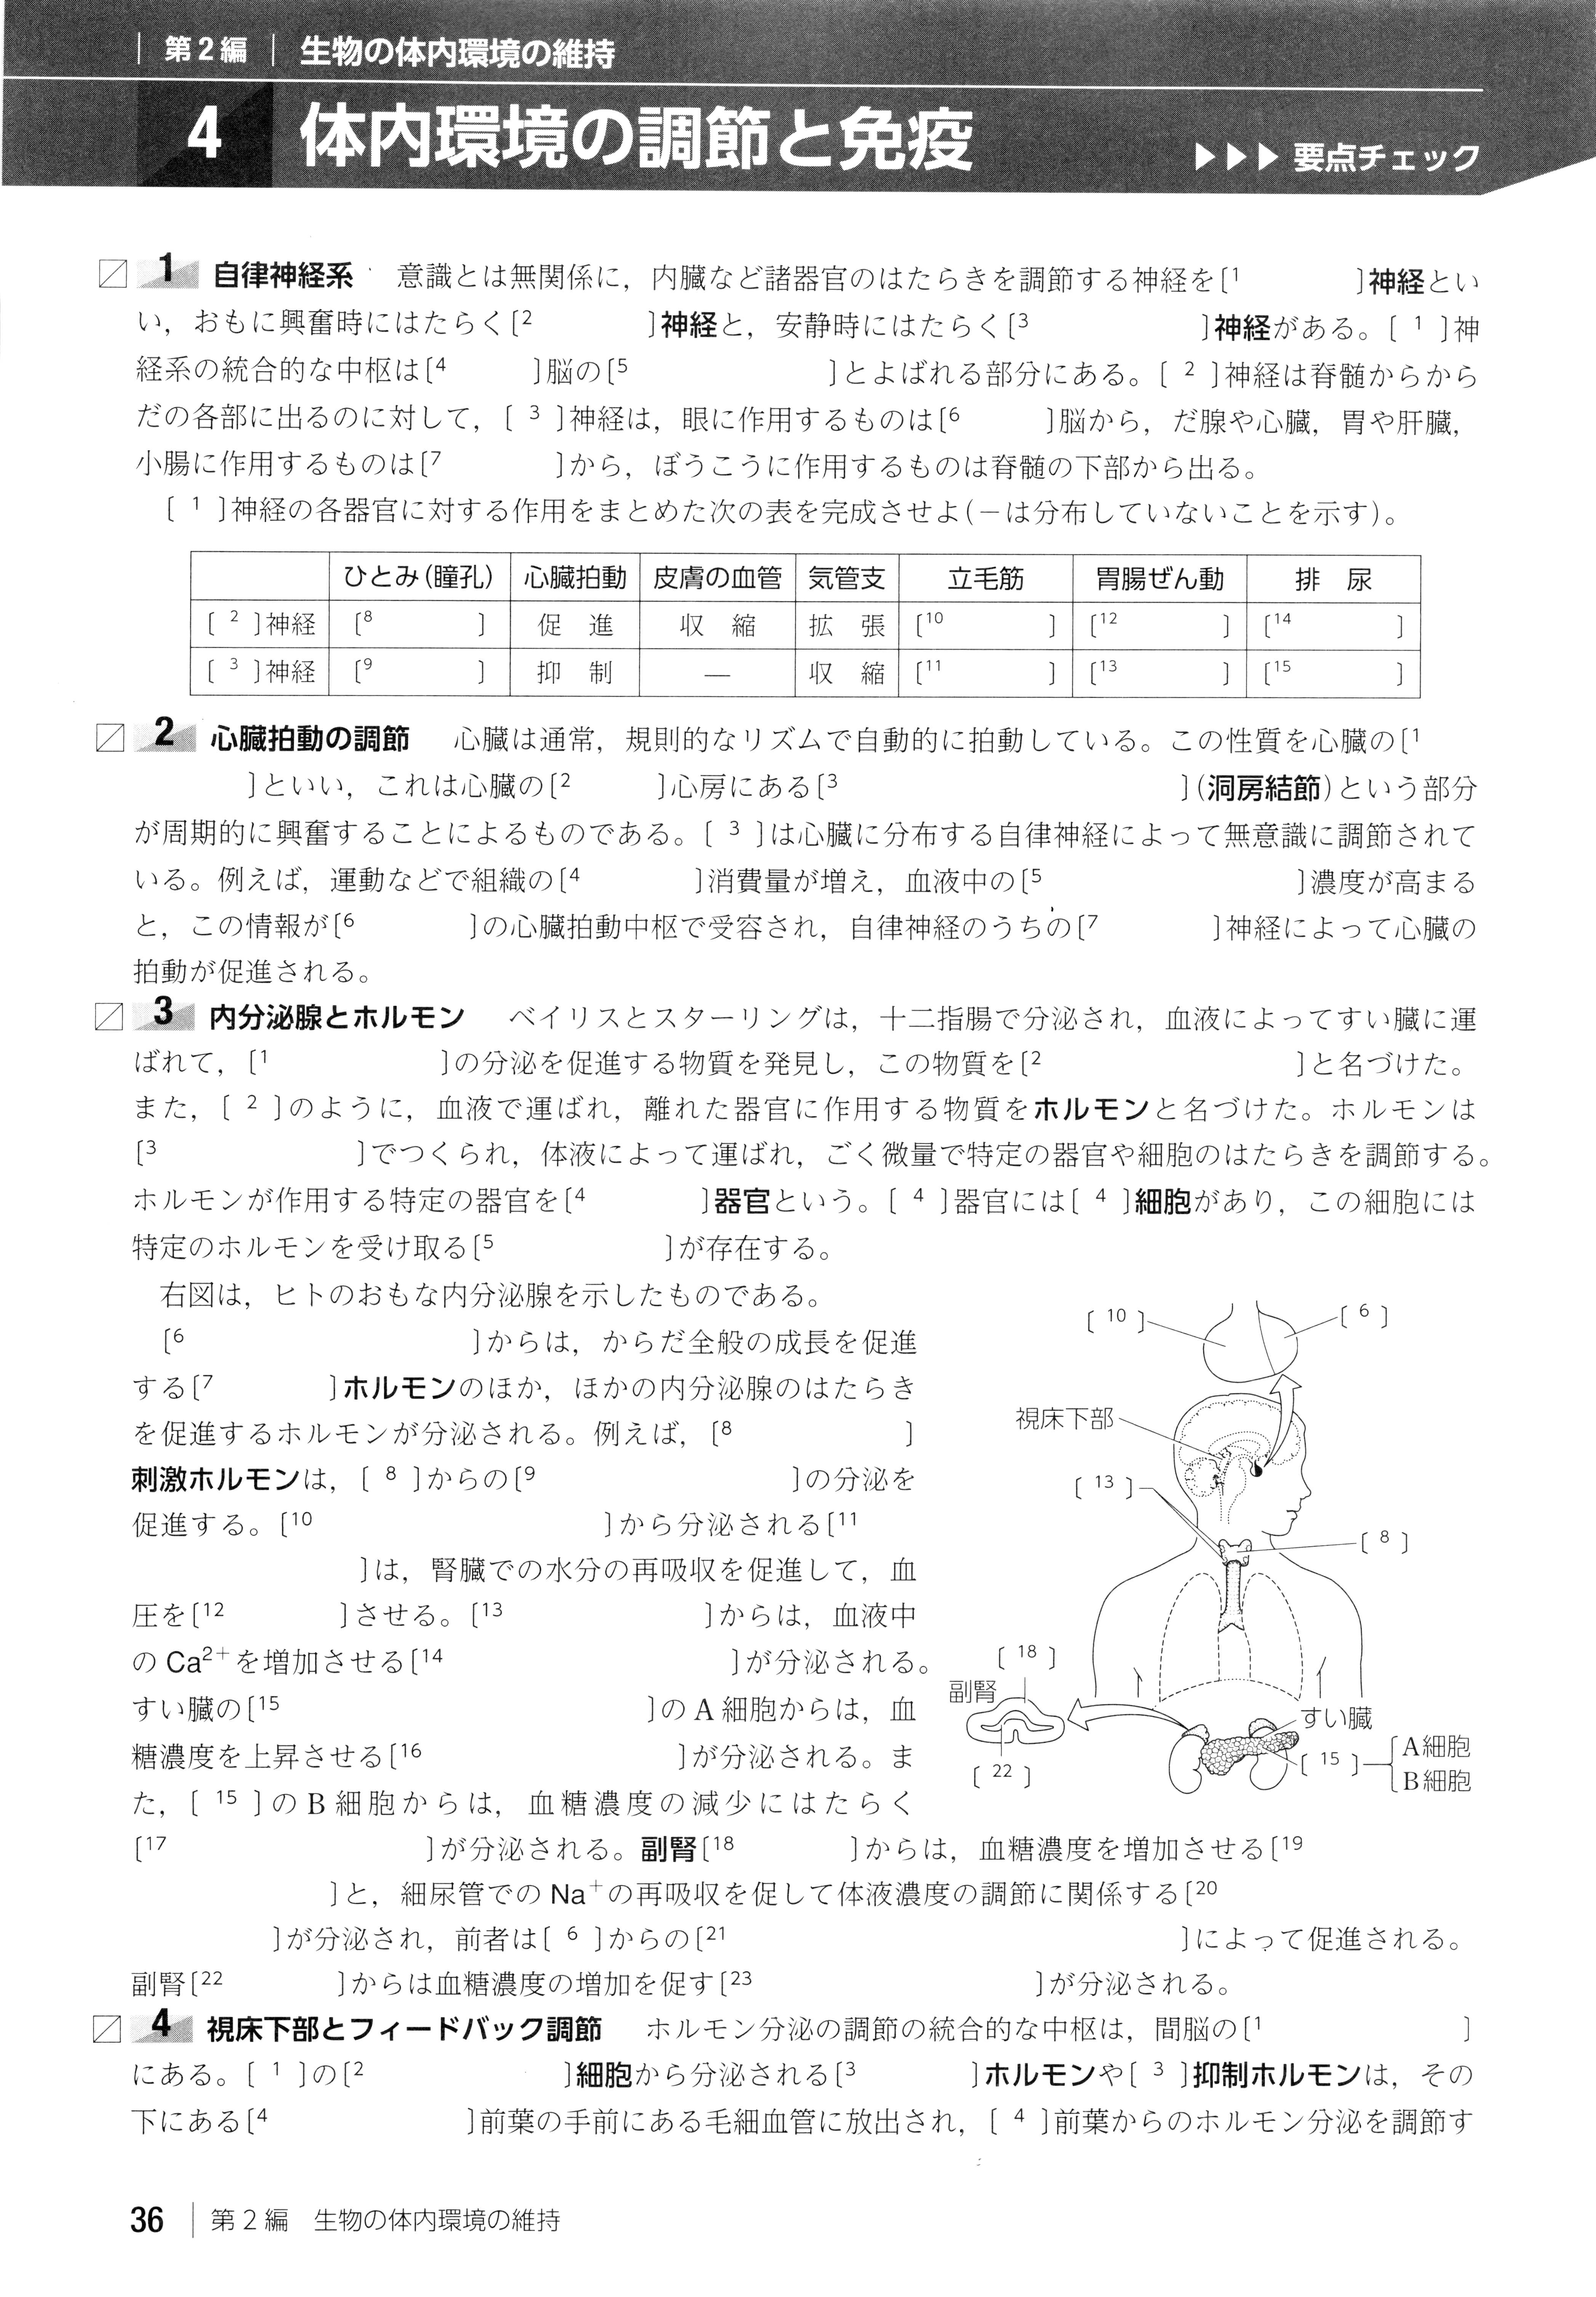 第2編 生物の体内環境の維持
4 体内環境の調節と免疫
▶▶▶要点チェック
1 自律神経系 意識とは無関係に，内臓など諸器官のはたらきを調節する神経を〔1 〕神経とい
い，おもに興奮時にはたらく〔2 〕神経と，安静時にはたらく〔3 〕神経がある。〔 1 〕神
経系の統合的な中枢は〔4 〕脳の〔5 〕とよばれる部分にある。〔 2 〕神経は脊髄からから
だの各部に出るのに対して，〔 3 〕神経は，眼に作用するものは〔6 〕脳から，だ腺や心臓，胃や肝臓，
小腸に作用するものは〔7 〕から，ぼうこうに作用するものは脊髄の下部から出る。
〔 1 〕神経の各器官に対する作用をまとめた次の表を完成させよ(－は分布していないことを示す)。
ひとみ(瞳孔) 心臓拍動 皮膚の血管 気管支 立毛筋 胃腸ぜん動 排 尿
〔 2 〕神経 〔8 〕 促 進 収 縮 拡 張 〔10 〕 〔12 〕 〔14 〕
〔 3 〕神経 〔9 〕 抑 制 － 収 縮 〔11 〕 〔13 〕 〔15 〕
2 心臓拍動の調節 心臓は通常，規則的なリズムで自動的に拍動している。この性質を心臓の〔1
〕といい，これは心臓の〔2 〕心房にある〔3 〕(洞房結節)という部分
が周期的に興奮することによるものである。〔 3 〕は心臓に分布する自律神経によって無意識に調節されて
いる。例えば，運動などで組織の〔4 〕消費量が増え，血液中の〔5 〕濃度が高まる
と，この情報が〔6 〕の心臓拍動中枢で受容され，自律神経のうちの〔7 〕神経によって心臓の
拍動が促進される。
3 内分泌腺とホルモン ベイリスとスターリングは，十二指腸で分泌され，血液によってすい臓に運
ばれて，〔1 〕の分泌を促進する物質を発見し，この物質を〔2 〕と名づけた。
また，〔 2 〕のように，血液で運ばれ，離れた器官に作用する物質をホルモンと名づけた。ホルモンは
〔3 〕でつくられ，体液によって運ばれ，ごく微量で特定の器官や細胞のはたらきを調節する。
ホルモンが作用する特定の器官を〔4 〕器官という。〔 4 〕器官には〔 4 〕細胞があり，この細胞には
特定のホルモンを受け取る〔5 〕が存在する。
右図は，ヒトのおもな内分泌腺を示したものである。
〔6 〕からは，からだ全般の成長を促進
する〔7 〕ホルモンのほか，ほかの内分泌腺のはたらき
を促進するホルモンが分泌される。例えば，〔8 〕
刺激ホルモンは，〔 8 〕からの〔9 〕の分泌を
促進する。〔10 〕から分泌される〔11
〕は，腎臓での水分の再吸収を促進して，血
圧を〔12 〕させる。〔13 〕からは，血液中
のCa²⁺を増加させる〔14 〕が分泌される。
すい臓の〔15 〕のA細胞からは，血
糖濃度を上昇させる〔16 〕が分泌される。ま
た，〔 15 〕のB細胞からは，血糖濃度の減少にはたらく
〔17 〕が分泌される。副腎〔18 〕からは，血糖濃度を増加させる〔19
〕と，細尿管でのNa⁺の再吸収を促して体液濃度の調節に関係する〔20
〕が分泌され，前者は〔 6 〕からの〔21 〕によって促進される。
副腎〔22 〕からは血糖濃度の増加を促す〔23 〕が分泌される。
〔 10 〕
〔 6 〕
視床下部
〔 13 〕
〔 8 〕
〔 18 〕
副腎
〔 22 〕
すい臓
〔 15 〕
A細胞
B細胞
4 視床下部とフィードバック調節 ホルモン分泌の調節の統合的な中枢は，間脳の〔1 〕
にある。〔 1 〕の〔2 〕細胞から分泌される〔3 〕ホルモンや〔 3 〕抑制ホルモンは，その
下にある〔4 〕前葉の手前にある毛細血管に放出され，〔 4 〕前葉からのホルモン分泌を調節す
36 第2編 生物の体内環境の維持